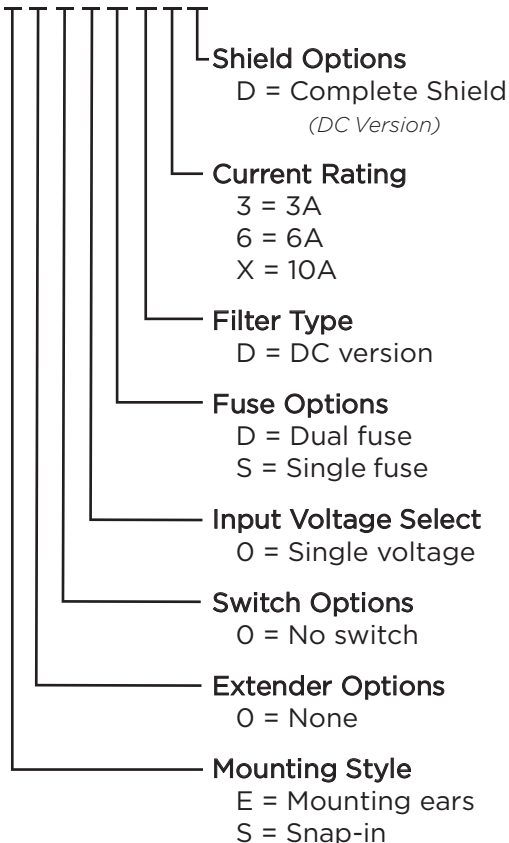 Shield Options
D = Complete Shield
(DC Version)
Current Rating
3 = 3A
6 = 6A
X = 10A
Filter Type
D = DC version
Fuse Options
D = Dual fuse
S = Single fuse
Input Voltage Select
0 = Single voltage
Switch Options
0 = No switch
Extender Options
0 = None
Mounting Style
E = Mounting ears
S = Snap-in